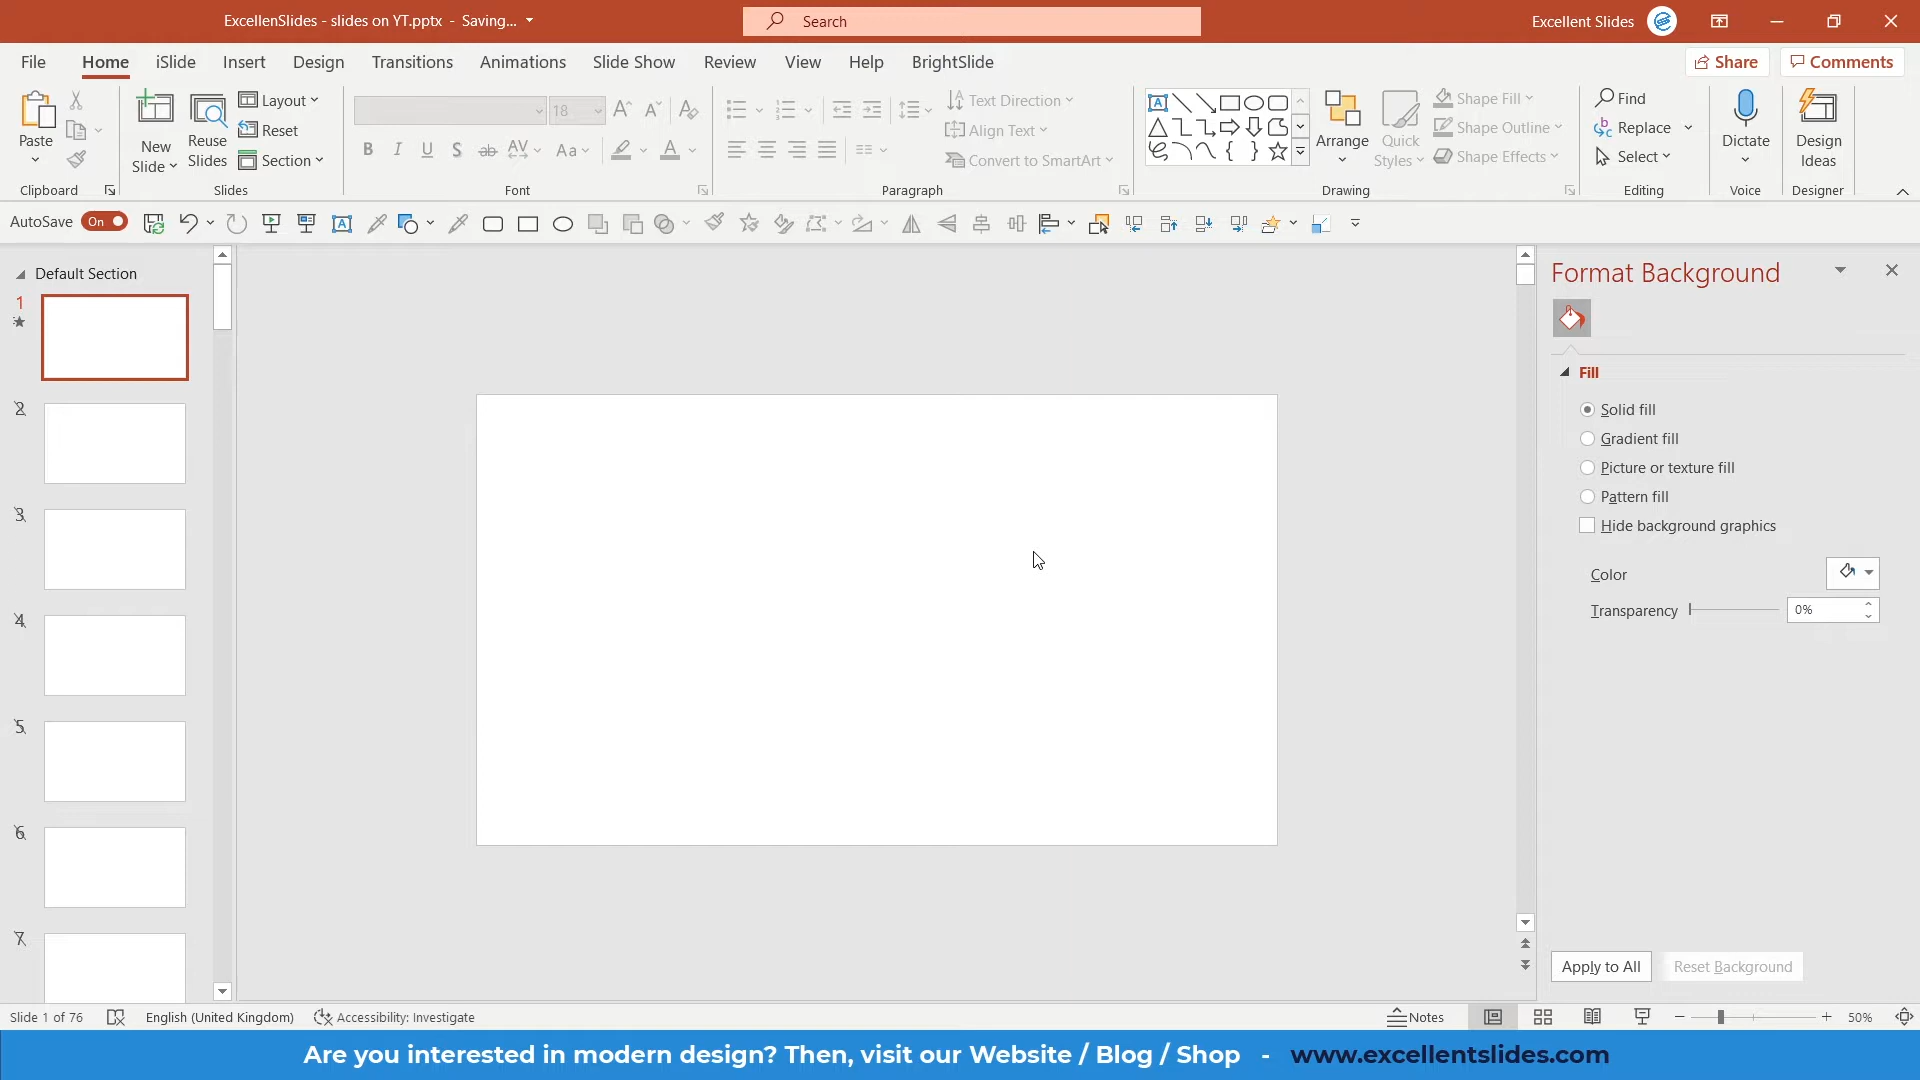 ExcellenSlides - slides on YT.pptx - Saving...
Search
Excellent Slides
File Home iSlide Insert Design Transitions Animations Slide Show Review View Help BrightSlide
Share Comments
Paste
New Slide
Reuse Slides
Layout
Reset
Section
18
Text Direction
Align Text
Convert to SmartArt
Arrange
Quick Styles
Shape Fill
Shape Outline
Shape Effects
Find
Replace
Select
Dictate
Design Ideas
Clipboard Slides Font Paragraph Drawing Editing Voice Designer
AutoSave On
Default Section
1
2
3
4
5
6
7
Format Background
Fill
Solid fill
Gradient fill
Picture or texture fill
Pattern fill
Hide background graphics
Color
Transparency 0%
Apply to All Reset Background
Slide 1 of 76 English (United Kingdom) Accessibility: Investigate Notes 50%
Are you interested in modern design? Then, visit our Website / Blog / Shop - www.excellentslides.com